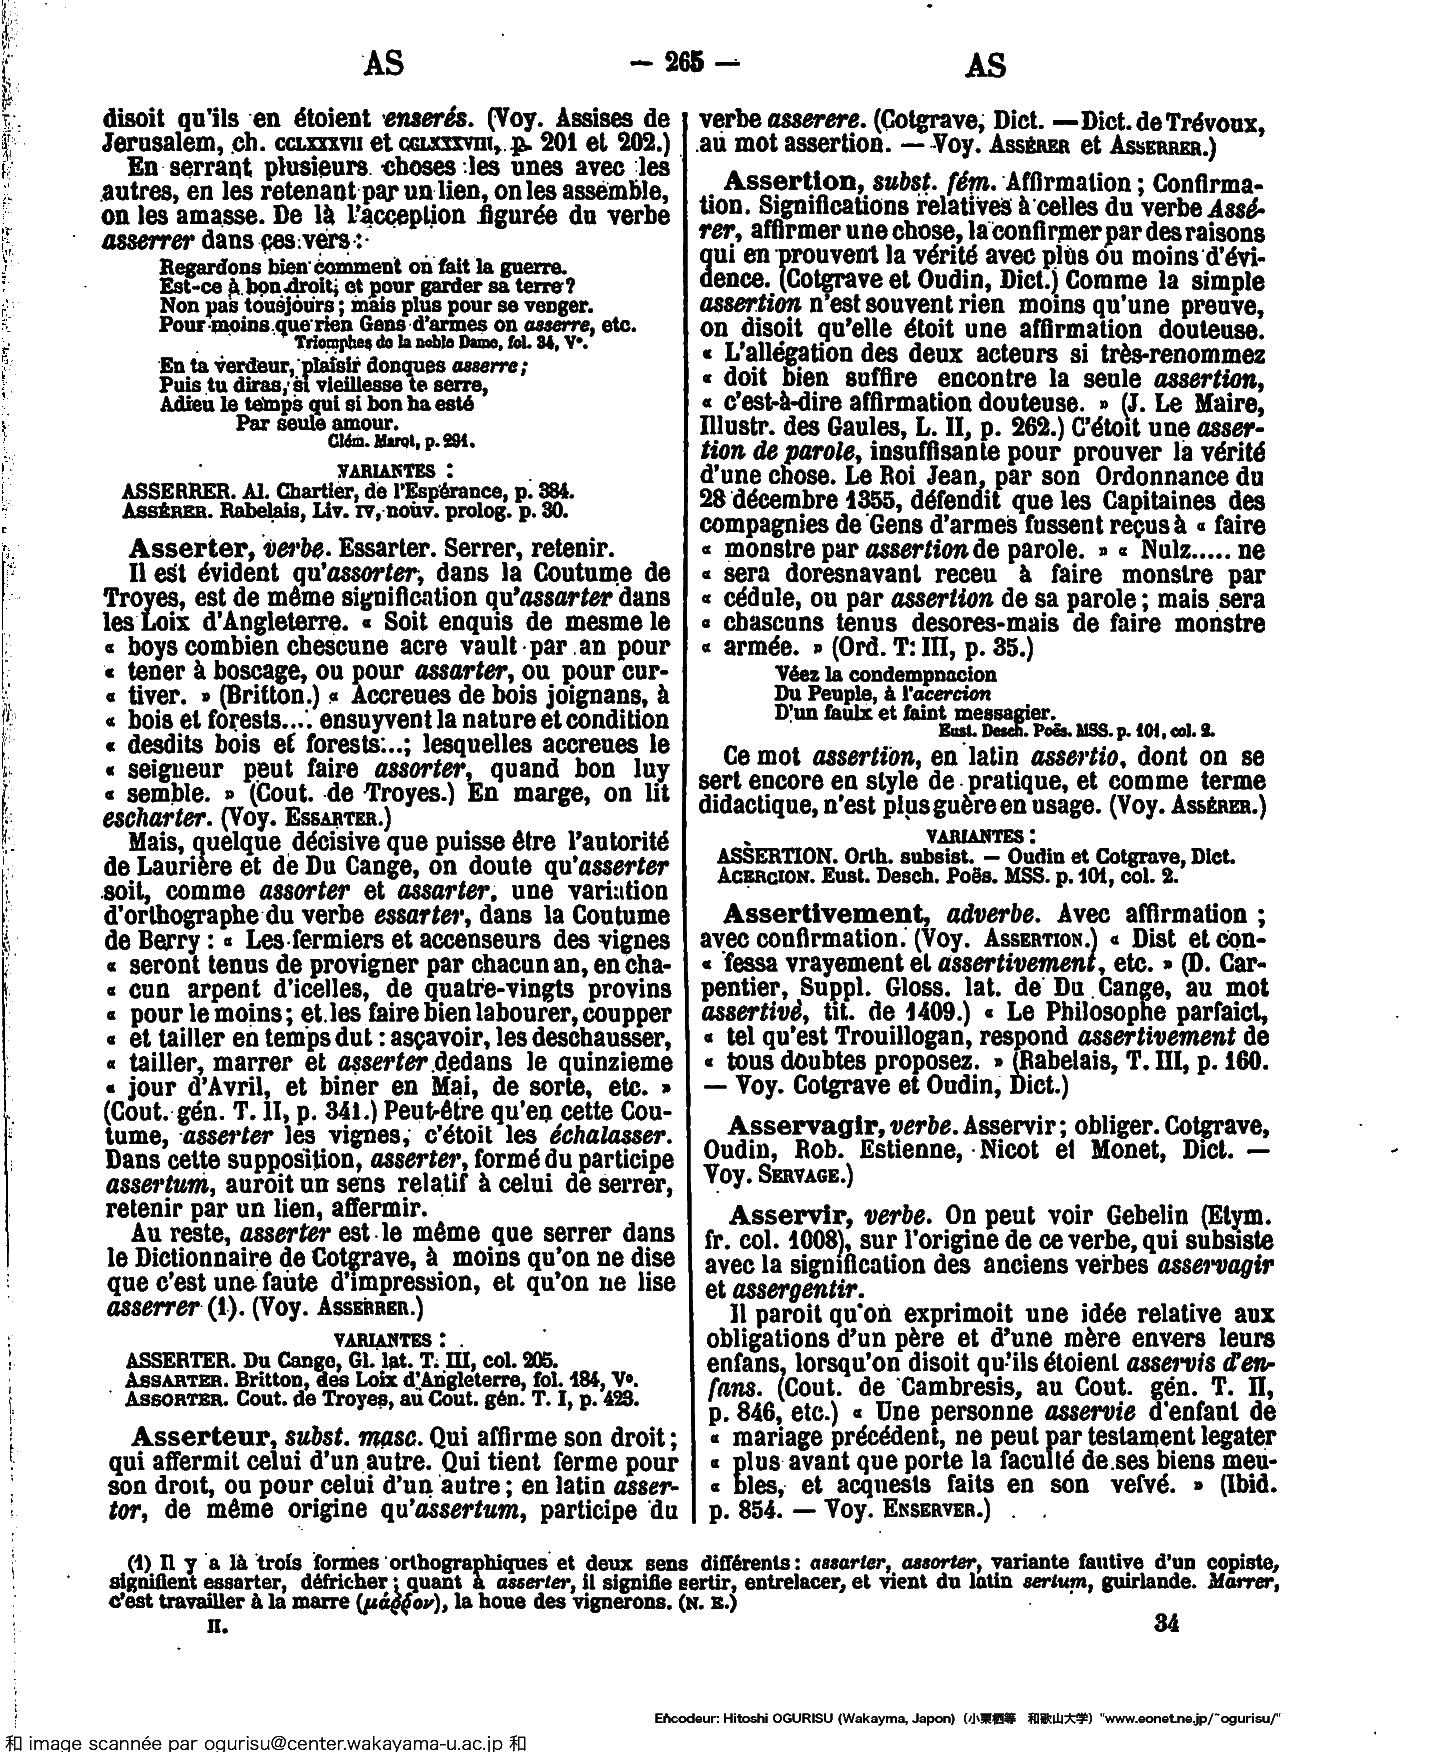 AS
— 265 —
AS
disoit qu'ils en étoient enserés. (Voy. Assises de
Jerusalem, ch. CCLXXXVII et CCLXXXVIII, p. 201 et 202.)
En serrant plusieurs choses les unes avec les
autres, en les retenant par un lien, on les assemble,
on les amasse. De là l'acception figurée du verbe
asserrer dans ces vers :
Regardons bien comment on fait la guerre.
Est-ce à bon droit; et pour garder sa terre?
Non pas tousjours ; mais plus pour se venger.
Pour moins que rien Gens d'armes on asserre, etc.
Triomphes de la noble Dame, fol. 34, V°.
En ta verdeur, plaisir donques asserre ;
Puis tu diras, si vieillesse te serre,
Adieu le temps qui si bon ha esté
Par seule amour.
Clém. Marot, p. 291.
VARIANTES :
ASSERRER. Al. Chartier, de l'Espérance, p. 384.
ASSÉRER. Rabelais, Liv. IV, nouv. prolog. p. 30.
Asserter, verbe. Essarter. Serrer, retenir.
Il est évident qu'assorter, dans la Coutume de
Troyes, est de même signification qu'assarter dans
les Loix d'Angleterre. « Soit enquis de mesme le
« boys combien chescune acre vault par an pour
« tener à boscage, ou pour assarter, ou pour cur-
« tiver. » (Britton.) « Accreues de bois joignans, à
« bois et forests.... ensuyvent la nature et condition
« desdits bois et forests...; lesquelles accreues le
« seigneur peut faire assorter, quand bon luy
« semble. » (Cout. de Troyes.) En marge, on lit
escharter. (Voy. ESSARTER.)
Mais, quelque décisive que puisse être l'autorité
de Laurière et de Du Cange, on doute qu'asserter
soit, comme assorter et assarter, une variation
d'orthographe du verbe essarter, dans la Coutume
de Berry : « Les fermiers et accenseurs des vignes
« seront tenus de provigner par chacun an, en cha-
« cun arpent d'icelles, de quatre-vingts provins
« pour le moins ; et les faire bien labourer, coupper
« et tailler en temps dut : asçavoir, les deschausser,
« tailler, marrer et asserter dedans le quinzieme
« jour d'Avril, et biner en Mai, de sorte, etc. »
(Cout. gén. T. II, p. 341.) Peut-être qu'en cette Cou-
tume, asserter les vignes, c'étoit les échalasser.
Dans cette supposition, asserter, formé du participe
assertum, auroit un sens relatif à celui de serrer,
retenir par un lien, affermir.
Au reste, asserter est le même que serrer dans
le Dictionnaire de Cotgrave, à moins qu'on ne dise
que c'est une faute d'impression, et qu'on ne lise
asserrer (1). (Voy. ASSERRER.)
VARIANTES :
ASSERTER. Du Cange, Gl. lat. T. III, col. 205.
ASSARTER. Britton, des Loix d'Angleterre, fol. 184, V°.
ASSORTER. Cout. de Troyes, au Cout. gén. T. I, p. 423.
Asserteur, subst. masc. Qui affirme son droit ;
qui affermit celui d'un autre. Qui tient ferme pour
son droit, ou pour celui d'un autre ; en latin asser-
tor, de même origine qu'assertum, participe du
verbe asserere. (Cotgrave, Dict. — Dict. de Trévoux,
au mot assertion. — Voy. ASSÉRER et ASSERRER.)
Assertion, subst. fém. Affirmation ; Confirma-
tion. Significations relatives à celles du verbe Assé-
rer, affirmer une chose, la confirmer par des raisons
qui en prouvent la vérité avec plus ou moins d'évi-
dence. (Cotgrave et Oudin, Dict.) Comme la simple
assertion n'est souvent rien moins qu'une preuve,
on disoit qu'elle étoit une affirmation douteuse.
« L'allégation des deux acteurs si très-renommez
« doit bien suffire encontre la seule assertion,
« c'est-à-dire affirmation douteuse. » (J. Le Maire,
Illustr. des Gaules, L. II, p. 262.) C'étoit une asser-
tion de parole, insuffisante pour prouver la vérité
d'une chose. Le Roi Jean, par son Ordonnance du
28 décembre 1355, défendit que les Capitaines des
compagnies de Gens d'armes fussent reçus à « faire
« monstre par assertion de parole. » « Nulz..... ne
« sera doresnavant receu à faire monstre par
« cédule, ou par assertion de sa parole ; mais sera
« chascuns tenus desores-mais de faire monstre
« armée. » (Ord. T. III, p. 35.)
Véez la condempnacion
Du Peuple, à l'acercion
D'un faulx et faint messagier.
Eust. Desch. Poës. MSS. p. 101, col. 2.
Ce mot assertion, en latin assertio, dont on se
sert encore en style de pratique, et comme terme
didactique, n'est plus guère en usage. (Voy. ASSÉRER.)
VARIANTES :
ASSERTION. Orth. subsist. — Oudin et Cotgrave, Dict.
ACERCION. Eust. Desch. Poës. MSS. p. 101, col. 2.
Assertivement, adverbe. Avec affirmation ;
avec confirmation. (Voy. ASSERTION.) « Dist et con-
« fessa vrayement et assertivement, etc. » (D. Car-
pentier, Suppl. Gloss. lat. de Du Cange, au mot
assertivè, tit. de 1409.) « Le Philosophe parfaict,
« tel qu'est Trouillogan, respond assertivement de
« tous doubtes proposez. » (Rabelais, T. III, p. 160.
— Voy. Cotgrave et Oudin, Dict.)
Asservagir, verbe. Asservir ; obliger. Cotgrave,
Oudin, Rob. Estienne, Nicot et Monet, Dict. —
Voy. SERVAGE.)
Asservir, verbe. On peut voir Gebelin (Etym.
fr. col. 1008), sur l'origine de ce verbe, qui subsiste
avec la signification des anciens verbes asservagir
et assergentir.
Il paroit qu'on exprimoit une idée relative aux
obligations d'un père et d'une mère envers leurs
enfans, lorsqu'on disoit qu'ils étoient asservis d'en-
fans. (Cout. de Cambresis, au Cout. gén. T. II,
p. 846, etc.) « Une personne asservie d'enfant de
« mariage précédent, ne peut par testament legater
« plus avant que porte la faculté de ses biens meu-
« bles, et acquests faits en son vefvé. » (Ibid.
p. 854. — Voy. ENSERVER.)
(1) Il y a là trois formes orthographiques et deux sens différents : assarter, assorter, variante fautive d'un copiste,
signifient essarter, défricher ; quant à asserter, il signifie sertir, entrelacer, et vient du latin sertum, guirlande. Marrer,
c'est travailler à la marre (μάῤῥον), la houe des vignerons. (N. E.)
II.
34
Encodeur: Hitoshi OGURISU (Wakayma, Japon)（小栗栖等　和歌山大学）"www.eonet.ne.jp/~ogurisu/"
和 image scannée par ogurisu@center.wakayama-u.ac.jp 和